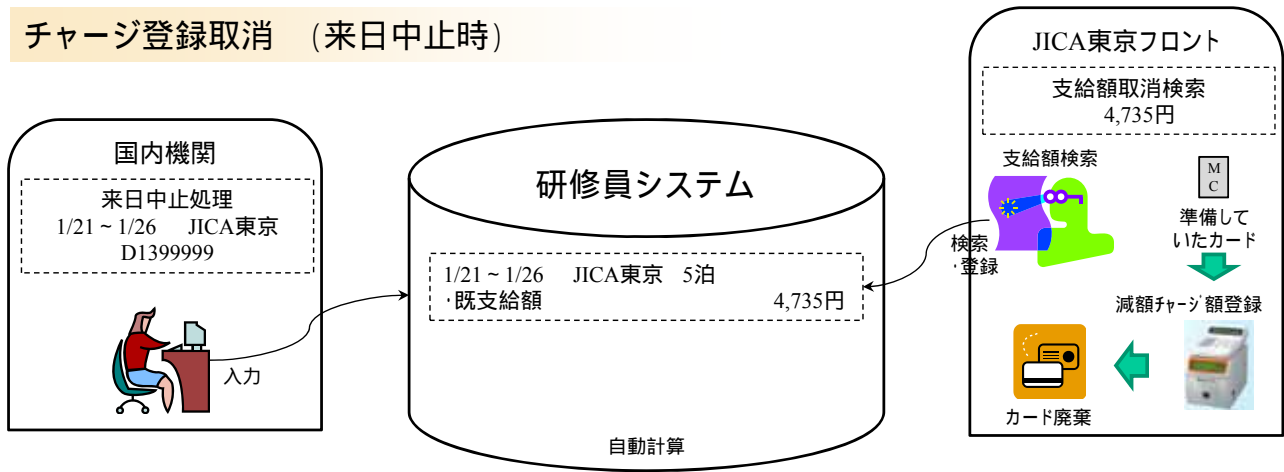 チャージ登録取消　(来日中止時)
国内機関
来日中止処理
1/21～1/26　JICA東京
D1399999
入力
研修員システム
1/21～1/26　JICA東京　5泊
・既支給額　4,735円
自動計算
JICA東京フロント
支給額取消検索
4,735円
支給額検索
検索
・登録
M
C
準備して
いたカード
減額ﾁｬｰｼﾞ額登録
カード廃棄